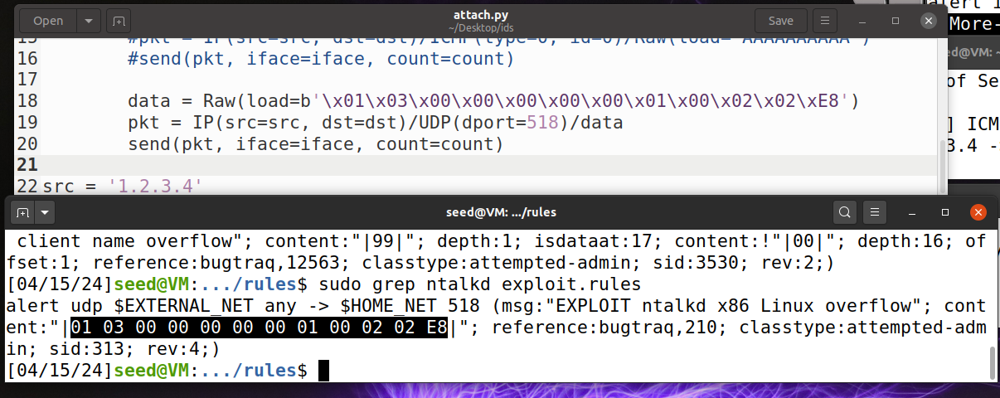 alert 1
Open
attach.py
~/Desktop/ids
Save
More-
#pkt = IP(src=src, dst=dst)/ICMP(type=0, id=0)/Raw(load="AAAAAAAAAA")
ed@VM: ~
16 #send(pkt, iface=iface, count=count)
of Se
17
18 data = Raw(load=b'\x01\x03\x00\x00\x00\x00\x00\x01\x00\x02\x02\xE8')
19 pkt = IP(src=src, dst=dst)/UDP(dport=518)/data
] ICM
20 send(pkt, iface=iface, count=count)
3.4 -
21
22 src = '1.2.3.4'
seed@VM: .../rules
client name overflow"; content:"|99|"; depth:1; isdataat:17; content:!"|00|"; depth:16; of
fset:1; reference:bugtraq,12563; classtype:attempted-admin; sid:3530; rev:2;)
[04/15/24]seed@VM:.../rules$ sudo grep ntalkd exploit.rules
alert udp $EXTERNAL_NET any -> $HOME_NET 518 (msg:"EXPLOIT ntalkd x86 Linux overflow"; cont
ent:"|01 03 00 00 00 00 00 01 00 02 02 E8|"; reference:bugtraq,210; classtype:attempted-adm
in; sid:313; rev:4;)
[04/15/24]seed@VM:.../rules$